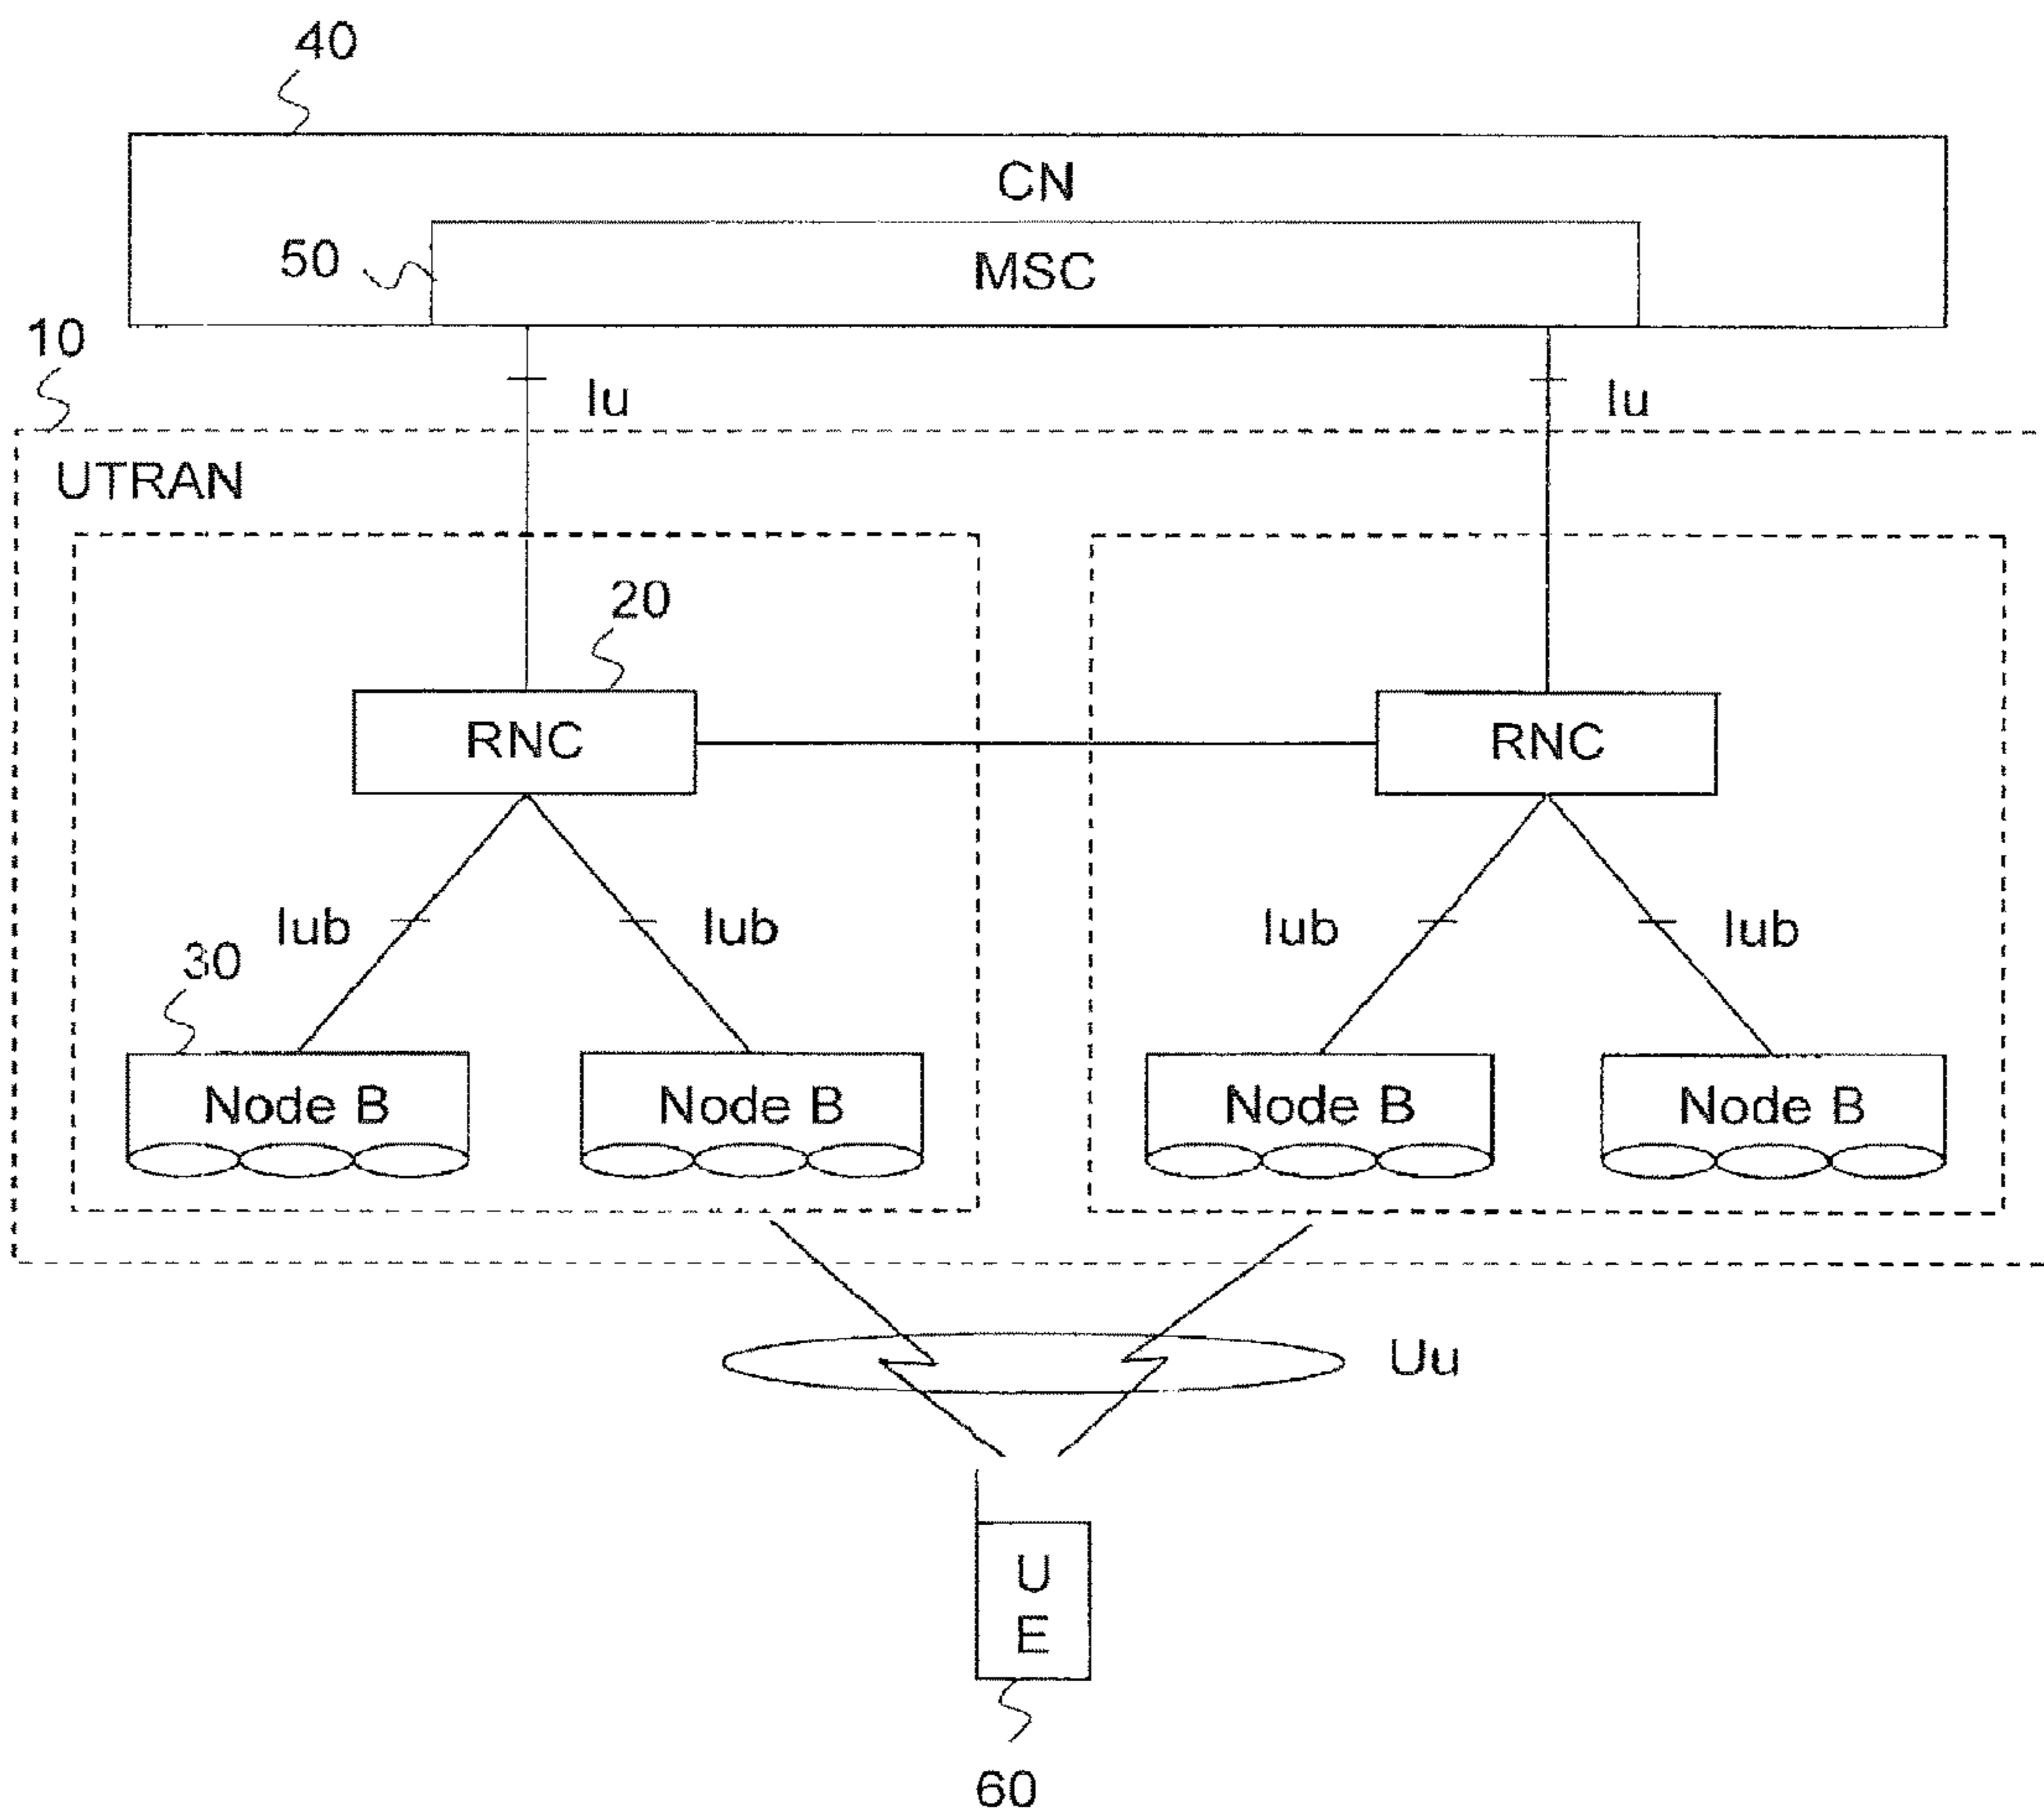 40
CN
50
MSC
10
Iu
Iu
UTRAN
20
RNC
RNC
Iub
Iub
Iub
Iub
30
Node B
Node B
Node B
Node B
Uu
U
E
60